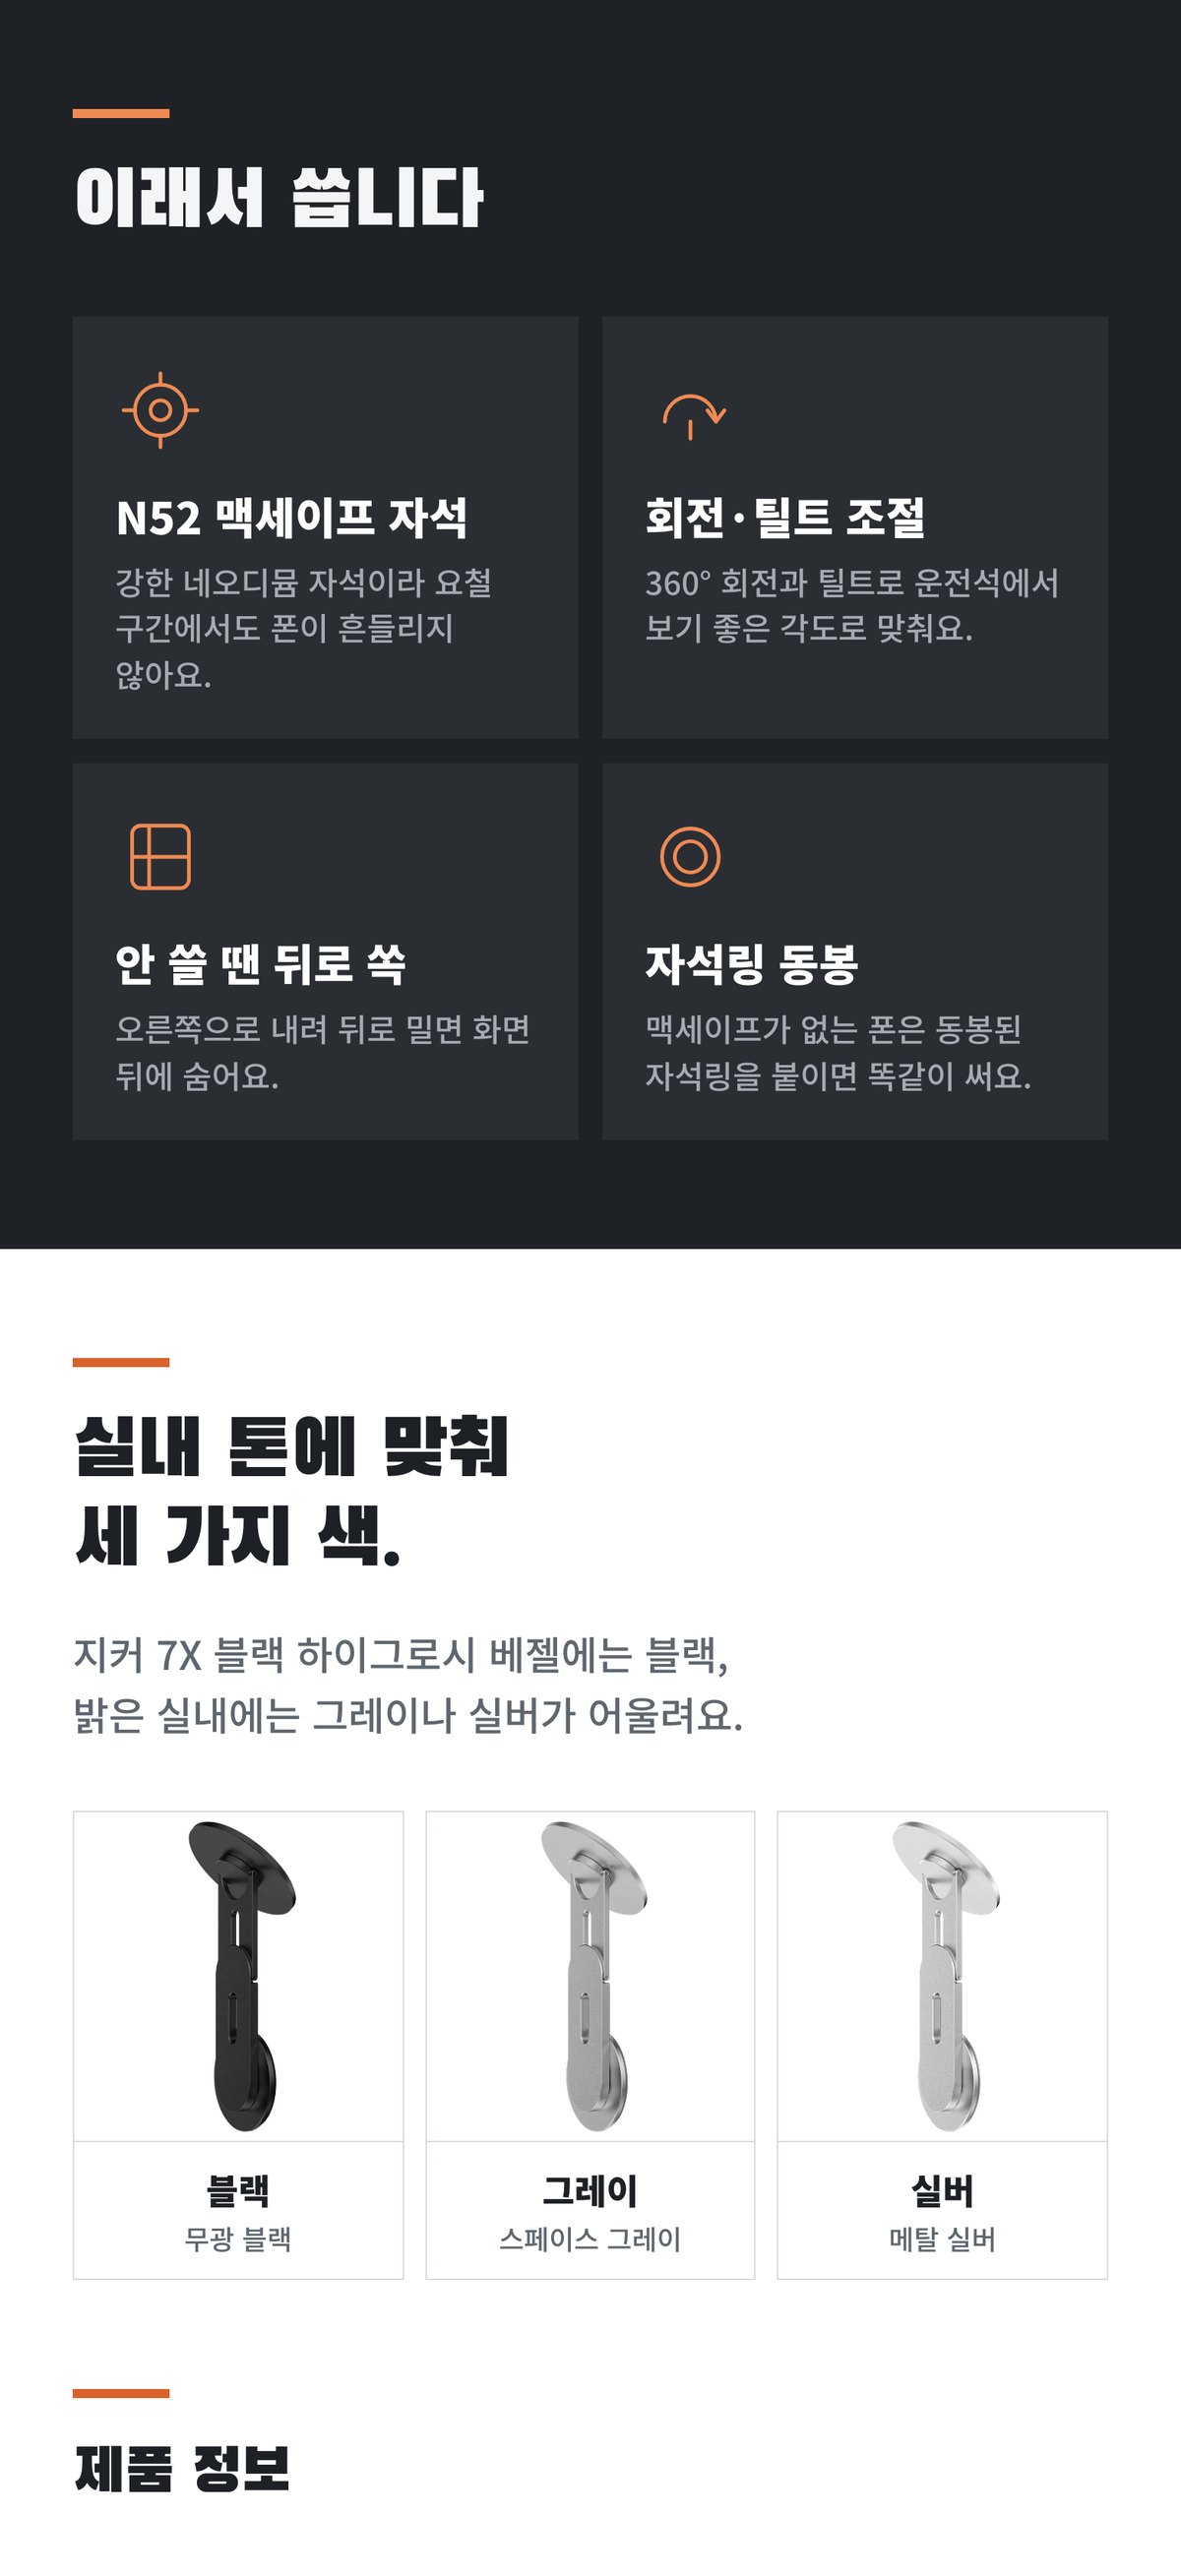 이래서 씁니다
N52 맥세이프 자석
강한 네오디뮴 자석이라 요철
구간에서도 폰이 흔들리지
않아요.
회전·틸트 조절
360° 회전과 틸트로 운전석에서
보기 좋은 각도로 맞춰요.
안 쓸 땐 뒤로 쏙
오른쪽으로 내려 뒤로 밀면 화면
뒤에 숨어요.
자석링 동봉
맥세이프가 없는 폰은 동봉된
자석링을 붙이면 똑같이 써요.
실내 톤에 맞춰
세 가지 색.
지커 7X 블랙 하이그로시 베젤에는 블랙,
밝은 실내에는 그레이나 실버가 어울려요.
블랙
무광 블랙
그레이
스페이스 그레이
실버
메탈 실버
제품 정보